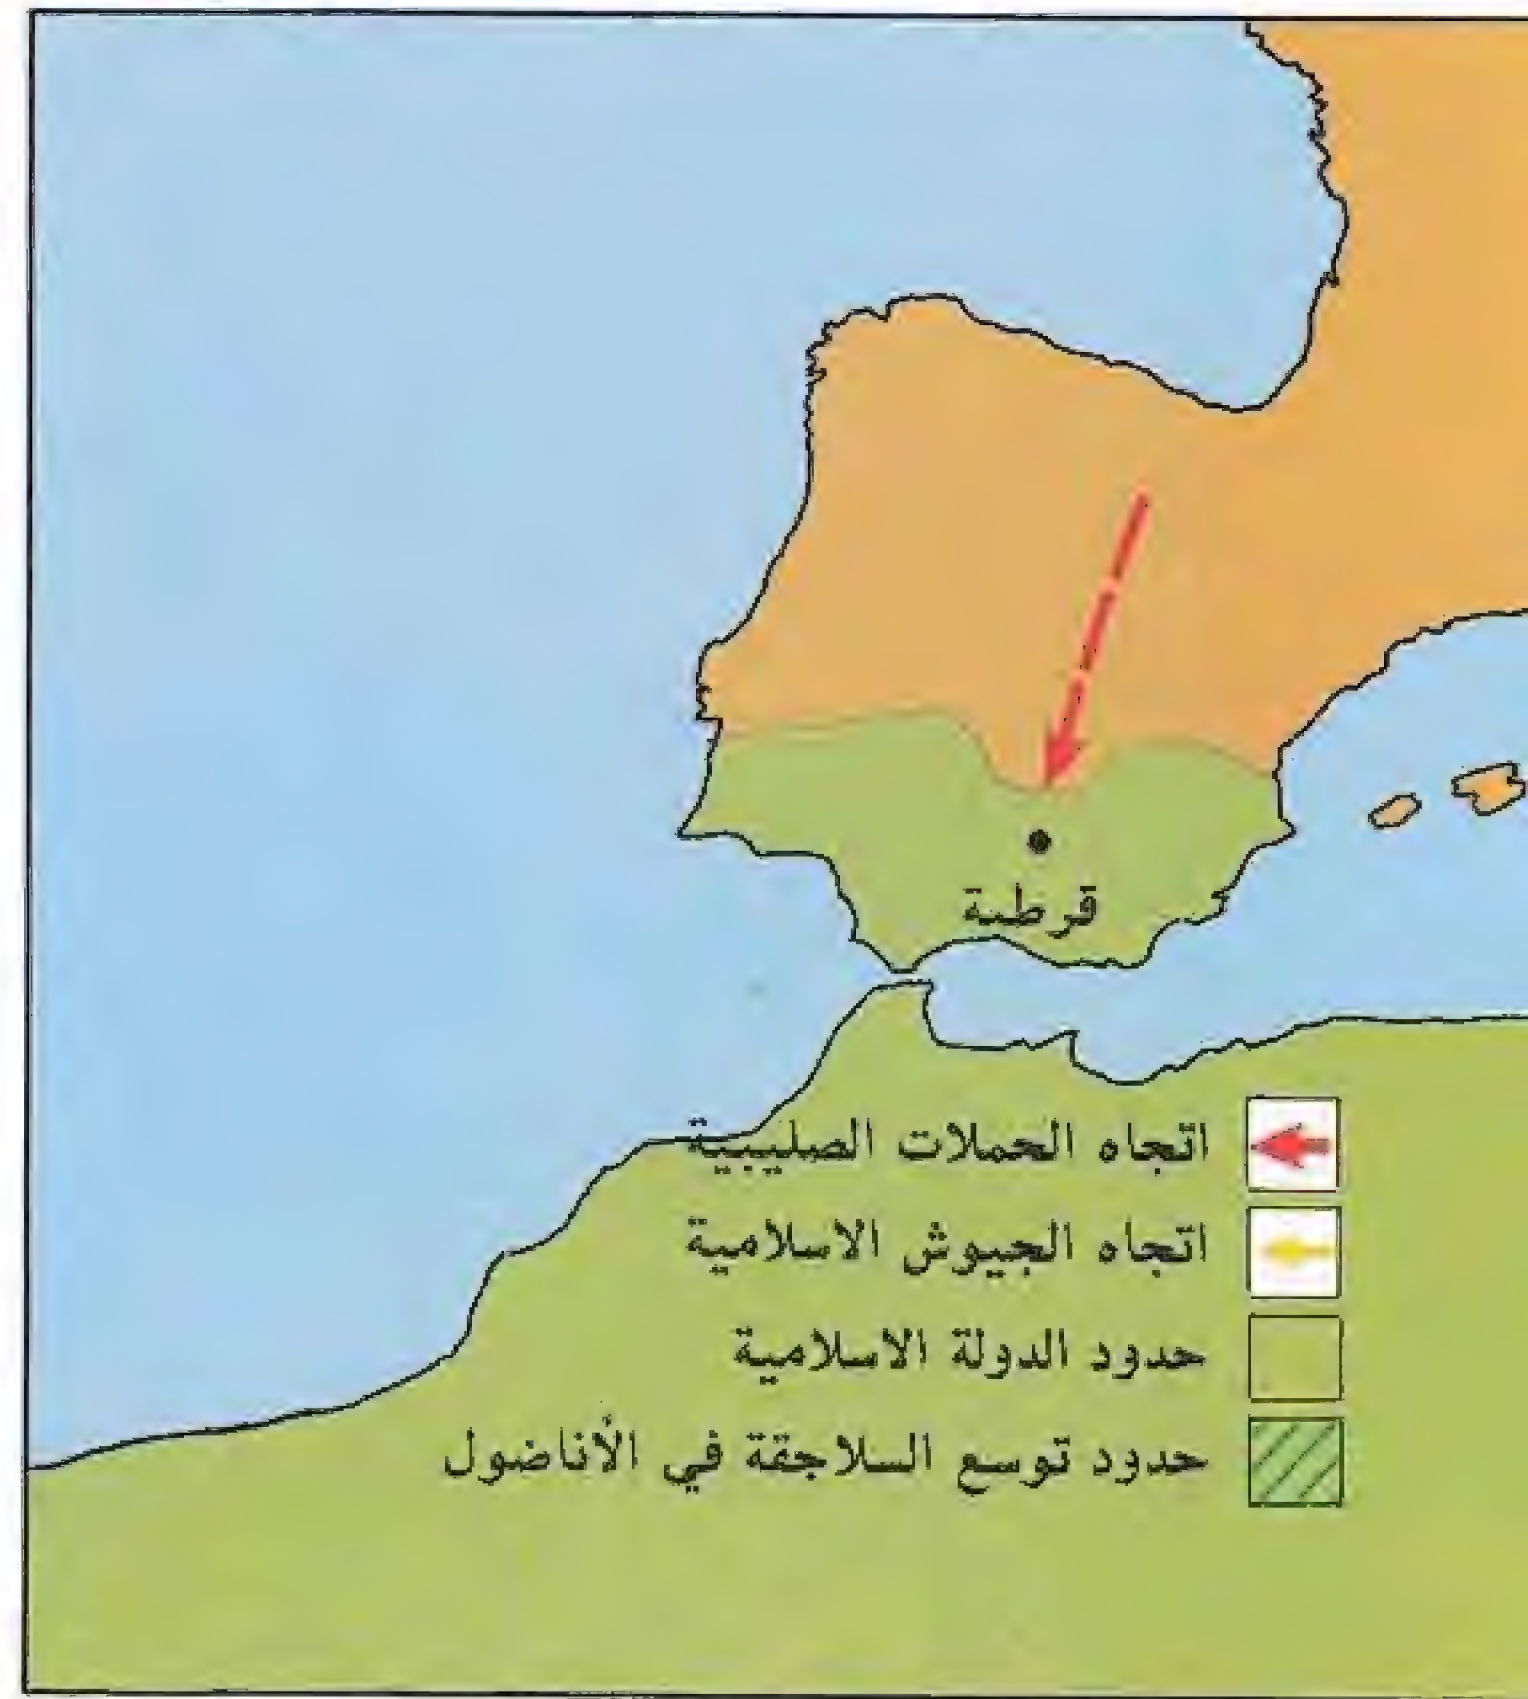 قرطبة
اتجاه الحملات الصليبية
اتجاه الجيوش الاسلامية
حدود الدولة الاسلامية
حدود توسع السلاجقة في الأناضول